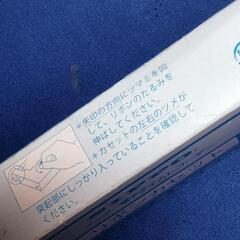 *矢印の方向にツマミを回
して、リボンのたるみを
伸ばしてください。
*カセットの左右のツメが
突起部にしっかり入っていることを確認して
ください。